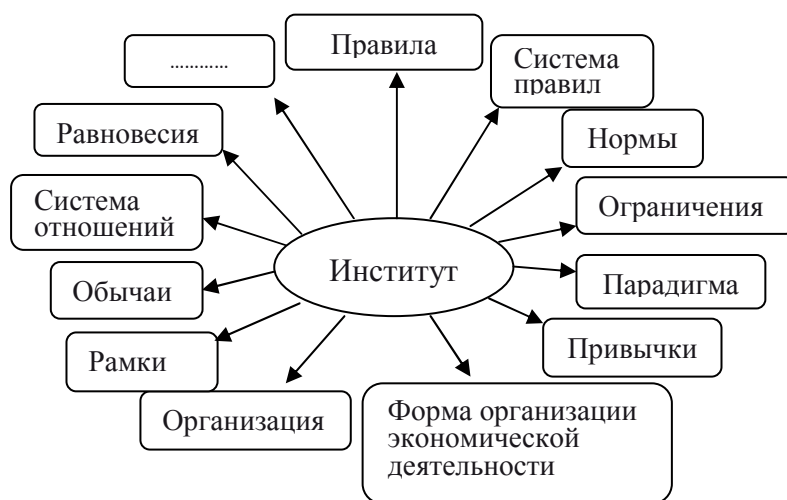 Правила
…………
Система
правил
Равновесия
Нормы
Система
отношений
Ограничения
Институт
Обычаи
Парадигма
Рамки
Привычки
Организация
Форма организации
экономической
деятельности